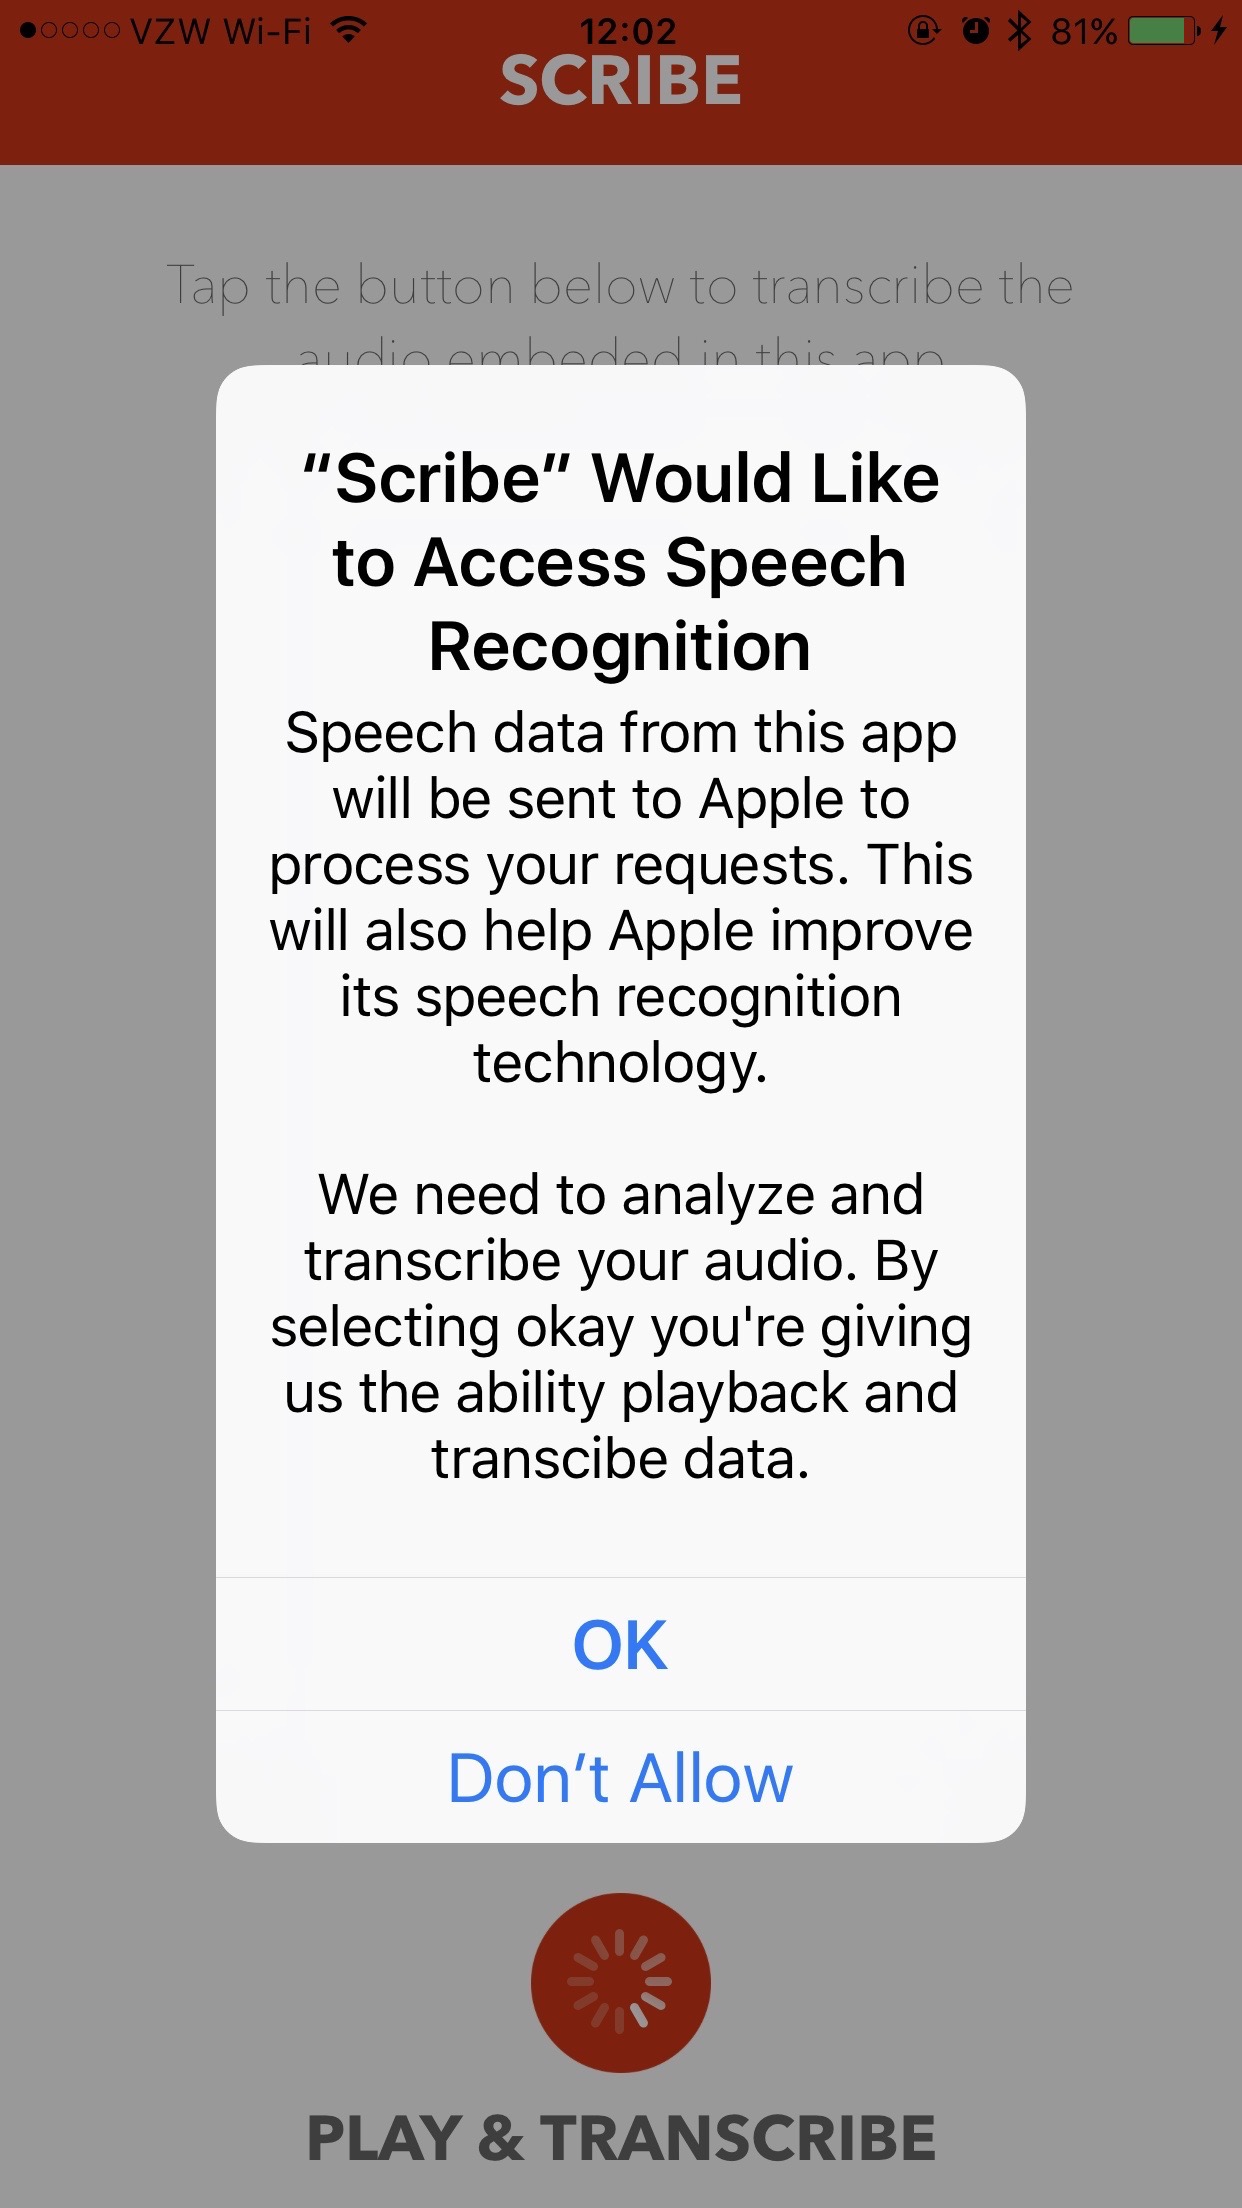 VZW Wi-Fi 12:02 81%
SCRIBE
Tap the button below to transcribe the
audio embeded in this app
“Scribe” Would Like
to Access Speech
Recognition
Speech data from this app
will be sent to Apple to
process your requests. This
will also help Apple improve
its speech recognition
technology.
We need to analyze and
transcribe your audio. By
selecting okay you're giving
us the ability playback and
transcibe data.
OK
Don’t Allow
PLAY & TRANSCRIBE